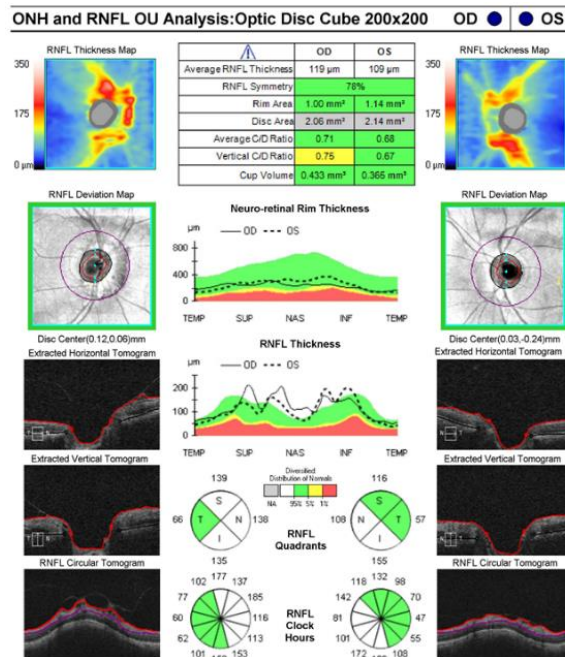 ONH and RNFL OU Analysis:Optic Disc Cube 200x200 OD OS
RNFL Thickness Map
350
175
0 µm
OD OS
Average RNFL Thickness 119 µm 109 µm
RNFL Symmetry 78%
Rim Area 1.00 mm² 1.14 mm²
Disc Area 2.06 mm² 2.14 mm²
Average C/D Ratio 0.71 0.68
Vertical C/D Ratio 0.75 0.67
Cup Volume 0.433 mm³ 0.365 mm³
RNFL Thickness Map
350
175
0 µm
RNFL Deviation Map
Disc Center(0.12,0.06)mm
Neuro-retinal Rim Thickness
µm OD OS
800
400
0
TEMP SUP NAS INF TEMP
RNFL Deviation Map
Disc Center(0.03,-0.24)mm
Extracted Horizontal Tomogram
T N
Extracted Vertical Tomogram
RNFL Circular Tomogram
RNFL Thickness
µm OD OS
200
100
0
TEMP SUP NAS INF TEMP
Extracted Horizontal Tomogram
N T
Extracted Vertical Tomogram
RNFL Circular Tomogram
Diversified
Distribution of Normals
NA 95% 5% 1%
139
66 S T N I 138
135
RNFL
Quadrants
116
108 S N T I 57
155
102 177 137
77 185
60 116
62 113
101 153
RNFL
Clock
Hours
118 132 98
142 70
81 47
101 55
172 108